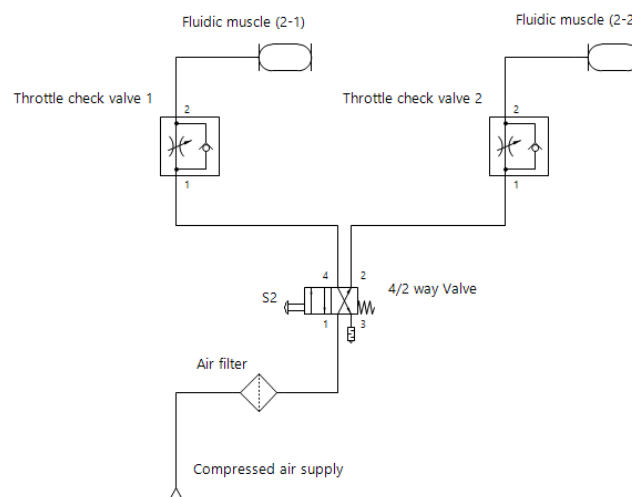 Fluidic muscle (2-1)
Fluidic muscle (2-2
Throttle check valve 1
2
Throttle check valve 2
2
1
1
4
2
S2
4/2 way Valve
1
3
Air filter
Compressed air supply